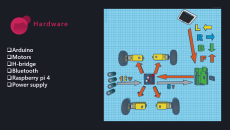 Hardware
❑Arduino
❑Motors
❑H-bridge
❑Bluetooth
❑Raspberry pi 4
❑Power supply
L
R
B
F